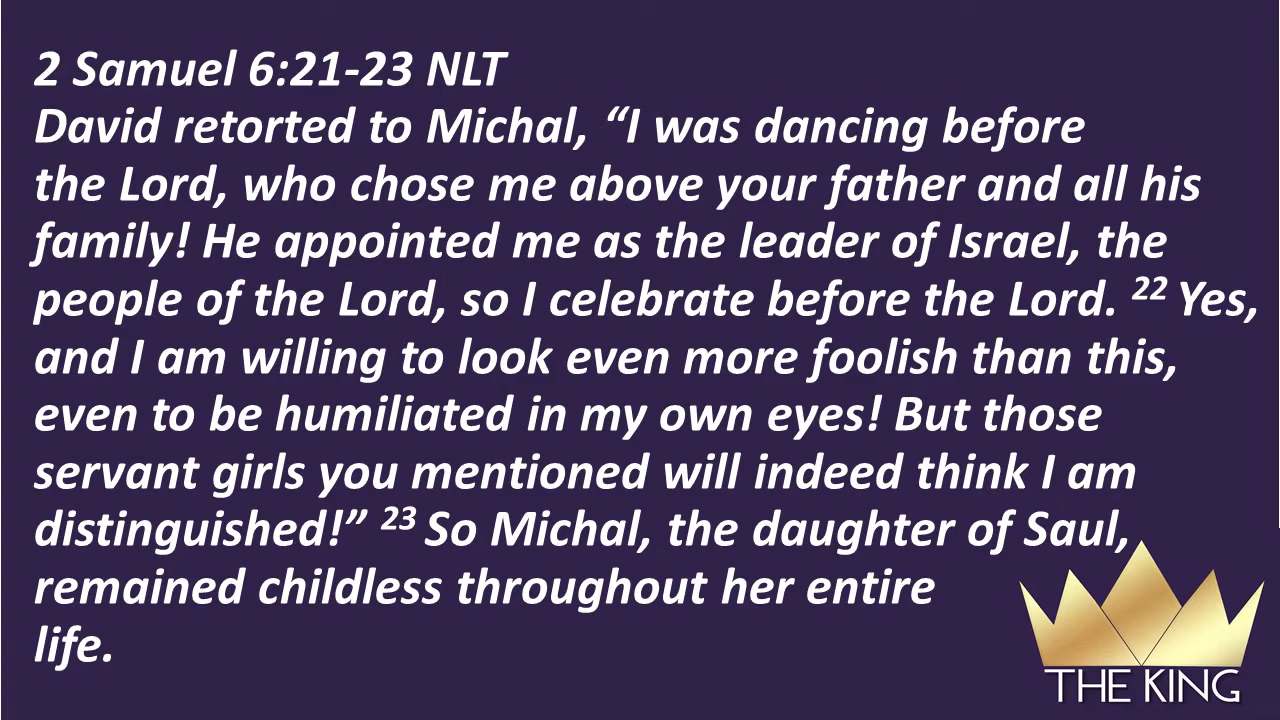 2 Samuel 6:21-23 NLT
David retorted to Michal, “I was dancing before
the Lord, who chose me above your father and all his
family! He appointed me as the leader of Israel, the
people of the Lord, so I celebrate before the Lord. 22 Yes,
and I am willing to look even more foolish than this,
even to be humiliated in my own eyes! But those
servant girls you mentioned will indeed think I am
distinguished!” 23 So Michal, the daughter of Saul,
remained childless throughout her entire
life.
THE KING